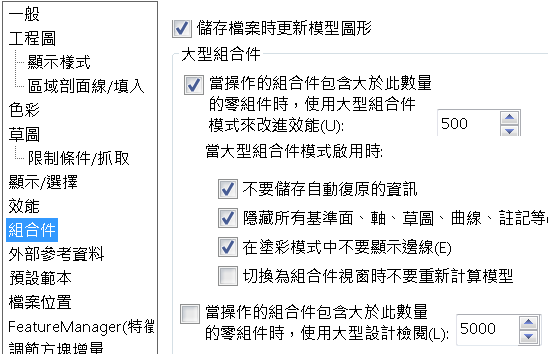 一般
工程圖
顯示樣式
區域剖面線/填入
色彩
草圖
限制條件/抓取
顯示/選擇
效能
組合件
外部參考資料
預設範本
檔案位置
FeatureManager(特徵
調節方塊增量
儲存檔案時更新模型圖形
大型組合件
當操作的組合件包含大於此數量
的零組件時，使用大型組合件
模式來改進效能(U):
500
當大型組合件模式啟用時:
不要儲存自動復原的資訊
隱藏所有基準面、軸、草圖、曲線、註記等
在塗彩模式中不要顯示邊線(E)
切換為組合件視窗時不要重新計算模型
當操作的組合件包含大於此數量
的零組件時，使用大型設計檢閱(L):
5000